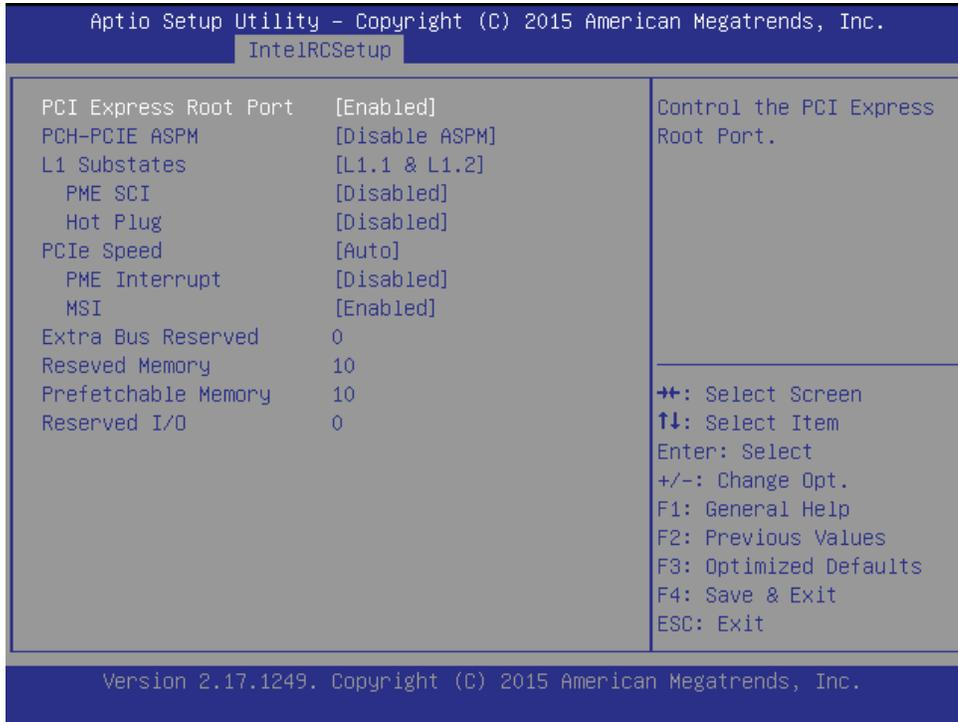 Aptio Setup Utility – Copyright (C) 2015 American Megatrends, Inc.
IntelRCSetup
PCI Express Root Port [Enabled]
PCH-PCIE ASPM [Disable ASPM]
L1 Substates [L1.1 & L1.2]
PME SCI [Disabled]
Hot Plug [Disabled]
PCIe Speed [Auto]
PME Interrupt [Disabled]
MSI [Enabled]
Extra Bus Reserved 0
Reseved Memory 10
Prefetchable Memory 10
Reserved I/O 0
Control the PCI Express
Root Port.
→←: Select Screen
↑↓: Select Item
Enter: Select
+/-: Change Opt.
F1: General Help
F2: Previous Values
F3: Optimized Defaults
F4: Save & Exit
ESC: Exit
Version 2.17.1249. Copyright (C) 2015 American Megatrends, Inc.